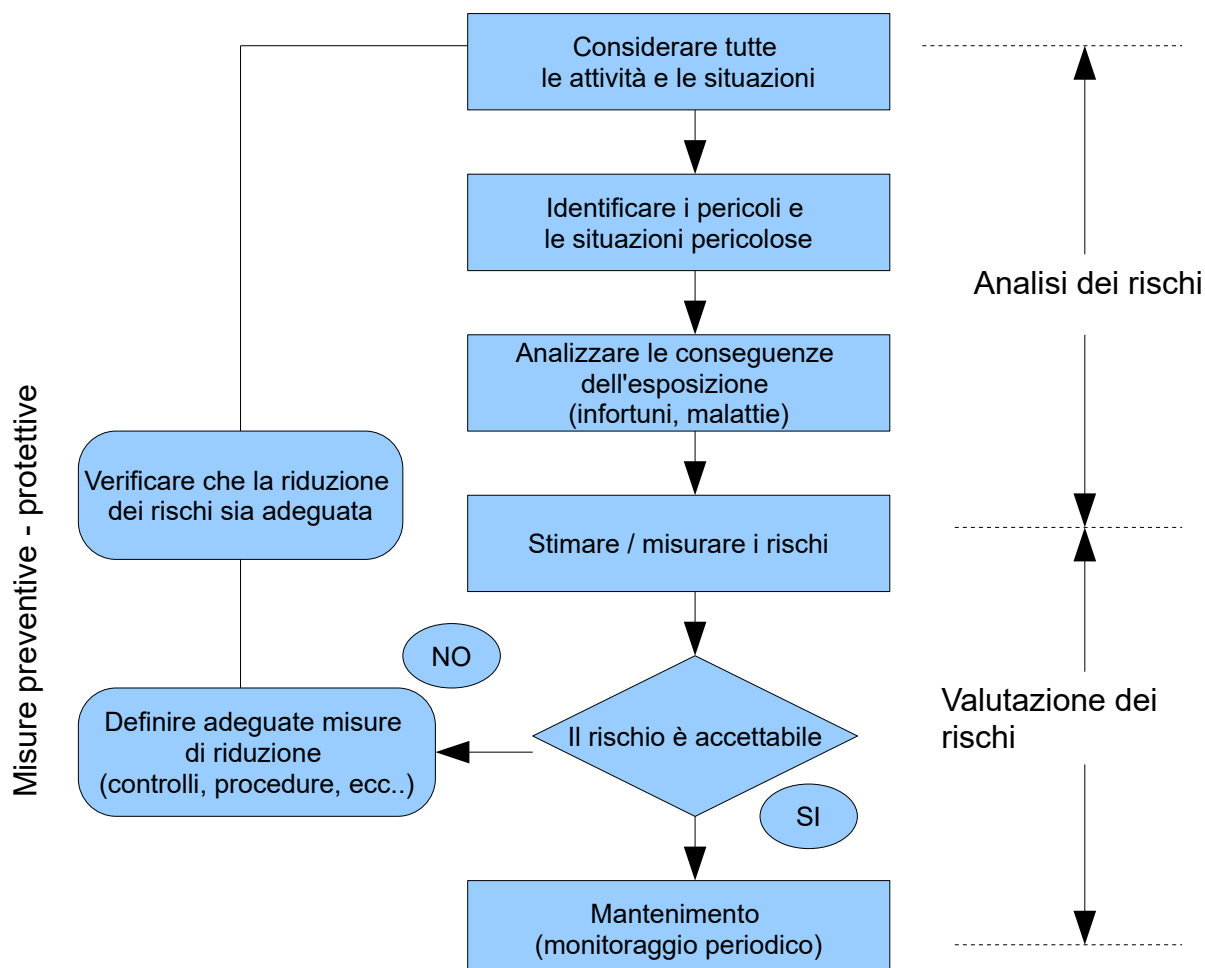 Considerare tutte
le attività e le situazioni
Identificare i pericoli e
le situazioni pericolose
Analisi dei rischi
Analizzare le conseguenze
dell'esposizione
(infortuni, malattie)
Misure preventive - protettive
Verificare che la riduzione
dei rischi sia adeguata
Stimare / misurare i rischi
NO
Definire adeguate misure
di riduzione
(controlli, procedure, ecc..)
Il rischio è accettabile
Valutazione dei
rischi
SI
Mantenimento
(monitoraggio periodico)